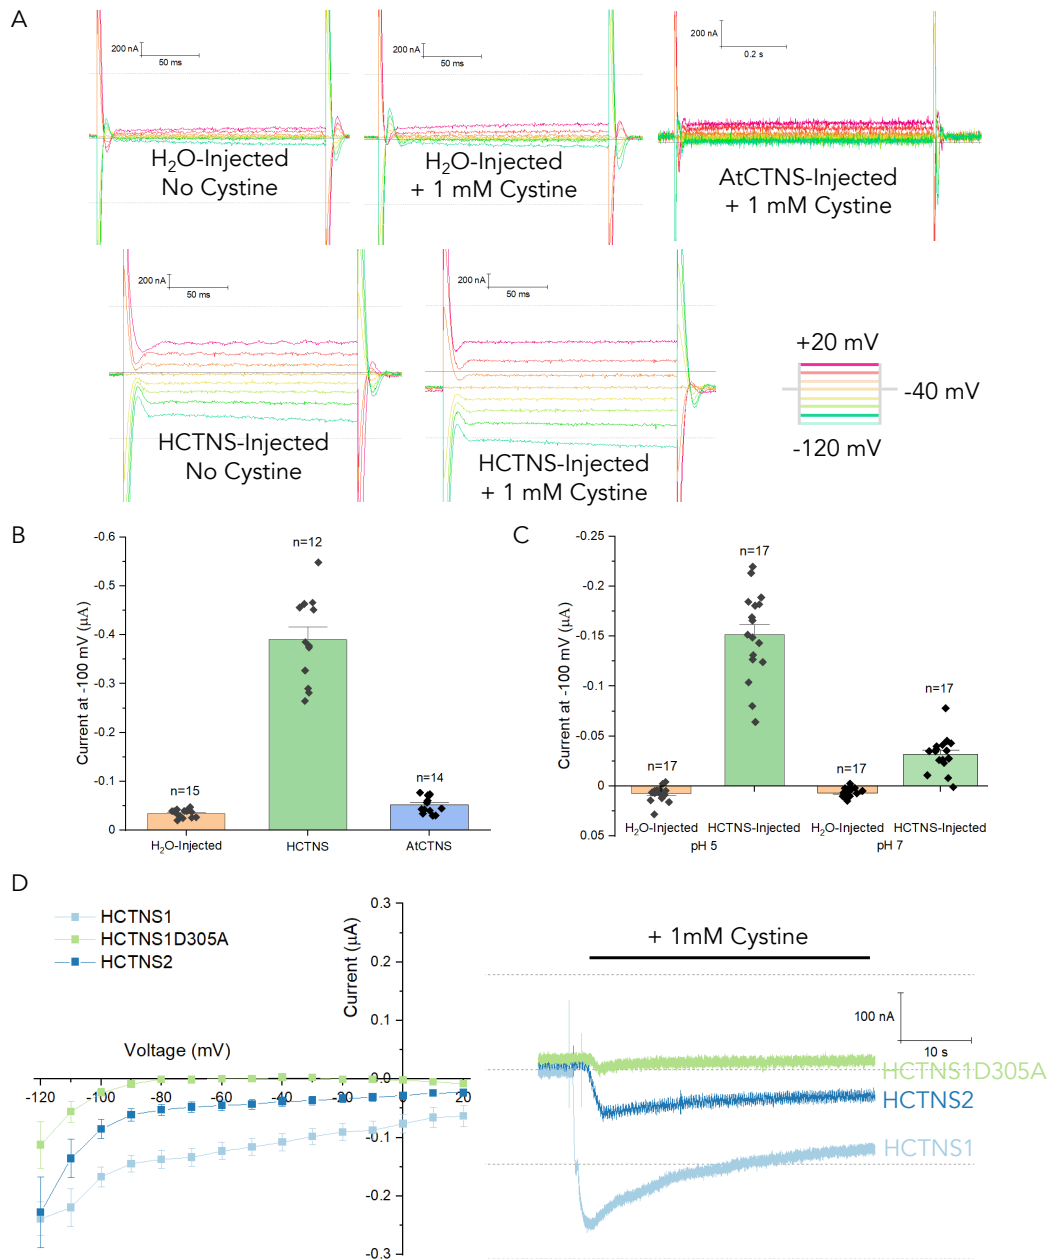 A
200 nA
50 ms
H₂O-Injected
No Cystine
200 nA
50 ms
H₂O-Injected
+ 1 mM Cystine
200 nA
0.2 s
AtCTNS-Injected
+ 1 mM Cystine
200 nA
50 ms
HCTNS-Injected
No Cystine
200 nA
50 ms
HCTNS-Injected
+ 1 mM Cystine
+20 mV
-40 mV
-120 mV
B
Current at -100 mV (µA)
-0.6
-0.5
-0.4
-0.3
-0.2
-0.1
0
n=15
n=12
n=14
H₂O-Injected
HCTNS
AtCTNS
C
Current at -100 mV (µA)
-0.25
-0.20
-0.15
-0.10
-0.05
0
0.05
n=17
n=17
n=17
n=17
H₂O-Injected HCTNS-Injected H₂O-Injected HCTNS-Injected
pH 5 pH 7
D
HCTNS1
HCTNS1D305A
HCTNS2
Current (µA)
0.3
0.2
0.1
0.0
-0.1
-0.2
-0.3
Voltage (mV)
-120 -100 -80 -60 -40 -20 0 20
+ 1mM Cystine
100 nA
10 s
HCTNS1D305A
HCTNS2
HCTNS1